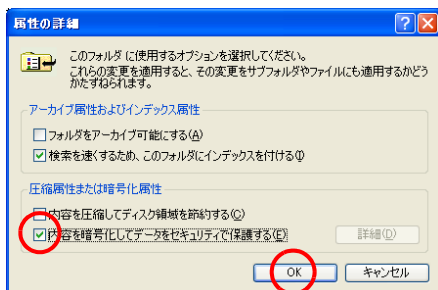 属性の詳細
このフォルダ に使用するオプションを選択してください。
これらの変更を適用すると、その変更をサブフォルダやファイルにも適用するかどう
かたずねられます。
アーカイブ属性およびインデックス属性
フォルダをアーカイブ可能にする(A)
検索を速くするため、このフォルダにインデックスを付ける(I)
圧縮属性または暗号化属性
内容を圧縮してディスク領域を節約する(C)
内容を暗号化してデータをセキュリティで保護する(E)
詳細(D)
OK
キャンセル